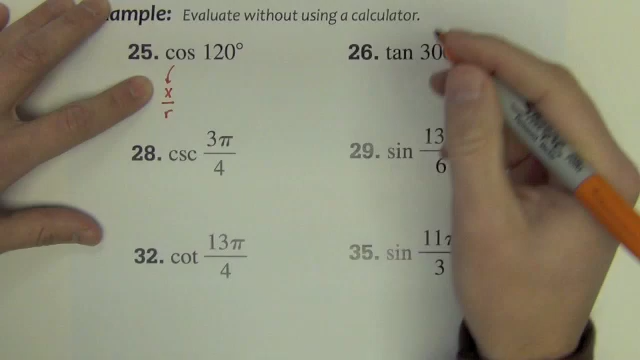 ample: Evaluate without using a calculator.
25. cos 120° 26. tan 30
x
r
28. csc 3π/4 29. sin 13/6
32. cot 13π/4 35. sin 11π/3